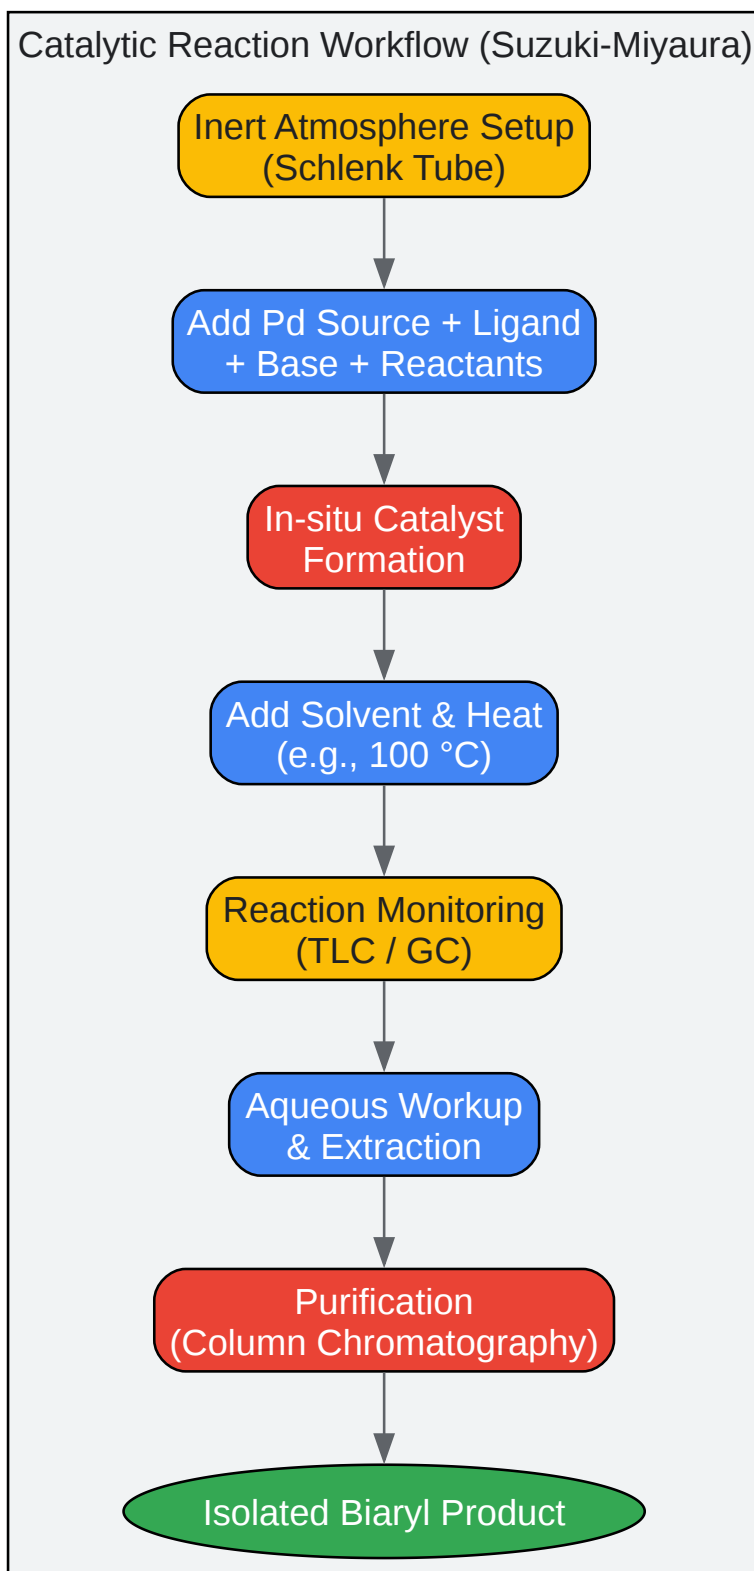 Catalytic Reaction Workflow (Suzuki-Miyaura)
Inert Atmosphere Setup
(Schlenk Tube)
Add Pd Source + Ligand
+ Base + Reactants
In-situ Catalyst
Formation
Add Solvent & Heat
(e.g., 100 °C)
Reaction Monitoring
(TLC / GC)
Aqueous Workup
& Extraction
Purification
(Column Chromatography)
Isolated Biaryl Product